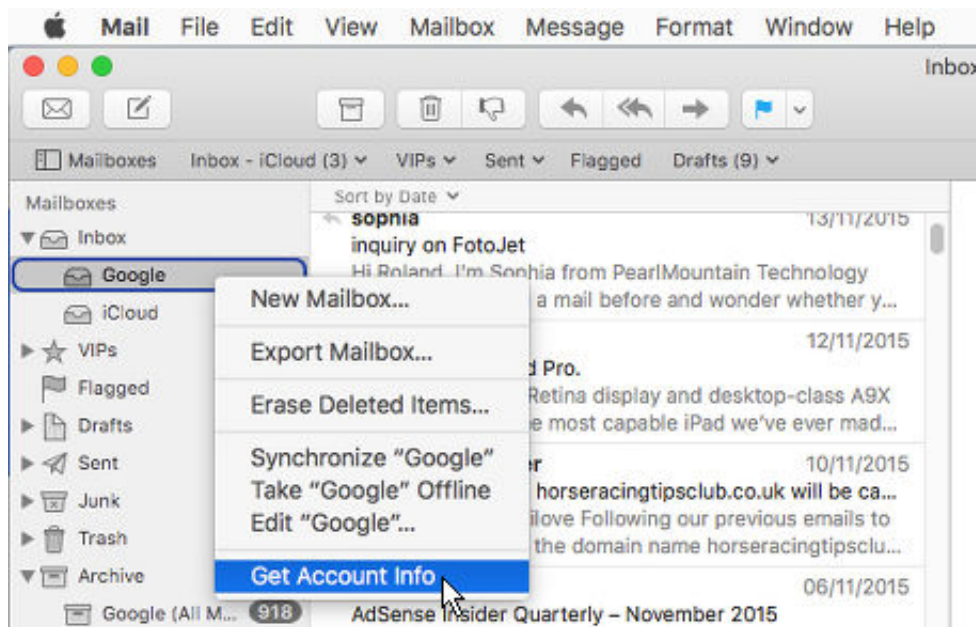 Mail File Edit View Mailbox Message Format Window Help
Inbox
Mailboxes Inbox - iCloud (3) VIPs Sent Flagged Drafts (9)
Mailboxes
Inbox
Google
iCloud
VIPs
Flagged
Drafts
Sent
Junk
Trash
Archive
Google (All M... 918
New Mailbox...
Export Mailbox...
Erase Deleted Items...
Synchronize “Google”
Take “Google” Offline
Edit “Google”...
Get Account Info
Sort by Date
sophia 13/11/2015
inquiry on FotoJet
Hi Roland, I'm Sophia from PearlMountain Technology
a mail before and wonder whether y...
12/11/2015
d Pro.
Retina display and desktop-class A9X
e most capable iPad we've ever mad...
r 10/11/2015
horseracingtipsclub.co.uk will be ca...
ilove Following our previous emails to
the domain name horseracingtipsclu...
06/11/2015
AdSense Insider Quarterly – November 2015